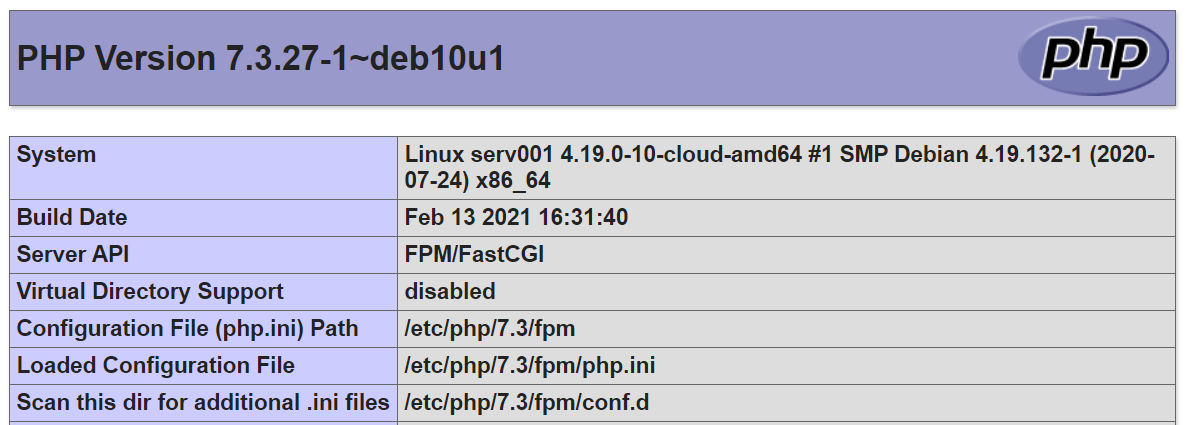 PHP Version 7.3.27-1~deb10u1
php
System
Linux serv001 4.19.0-10-cloud-amd64 #1 SMP Debian 4.19.132-1 (2020-
07-24) x86_64
Build Date
Feb 13 2021 16:31:40
Server API
FPM/FastCGI
Virtual Directory Support
disabled
Configuration File (php.ini) Path
/etc/php/7.3/fpm
Loaded Configuration File
/etc/php/7.3/fpm/php.ini
Scan this dir for additional .ini files
/etc/php/7.3/fpm/conf.d